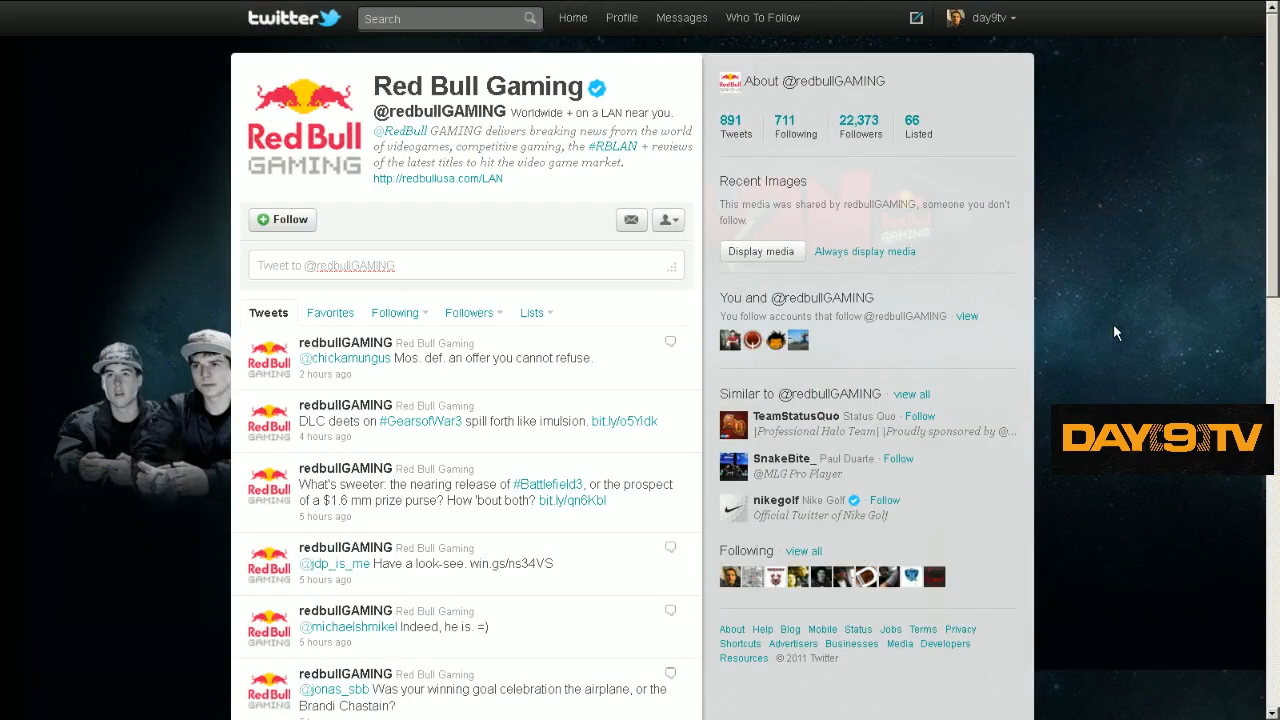 twitter
Search
Home
Profile
Messages
Who To Follow
day9tv
Red Bull
GAMING
Red Bull Gaming
@redbullGAMING Worldwide + on a LAN near you.
@RedBull GAMING delivers breaking news from the world
of videogames, competitive gaming, the #RBLAN + reviews
of the latest titles to hit the video game market.
http://redbullusa.com/LAN
Follow
Tweet to @redbullGAMING
Tweets
Favorites
Following
Followers
Lists
redbullGAMING Red Bull Gaming
@chickamungus Mos. def. an offer you cannot refuse.
2 hours ago
redbullGAMING Red Bull Gaming
DLC deets on #GearsofWar3 spill forth like imulsion. bit.ly/o5Yidk
4 hours ago
redbullGAMING Red Bull Gaming
What's sweeter: the nearing release of #Battlefield3, or the prospect
of a $1.6 mm prize purse? How 'bout both? bit.ly/qn6Kbl
5 hours ago
redbullGAMING Red Bull Gaming
@jdp_is_me Have a look-see. win.gs/ns34VS
5 hours ago
redbullGAMING Red Bull Gaming
@michaelshmikel Indeed, he is. =)
5 hours ago
redbullGAMING Red Bull Gaming
@jonas_sbb Was your winning goal celebration the airplane, or the
Brandi Chastain?
About @redbullGAMING
891 711 22,373 66
Tweets Following Followers Listed
Recent Images
This media was shared by redbullGAMING, someone you don't
follow.
Display media
Always display media
You and @redbullGAMING
You follow accounts that follow @redbullGAMING · view
Similar to @redbullGAMING · view all
TeamStatusQuo Status Quo · Follow
|Professional Halo Team| |Proudly sponsored by @...
SnakeBite_ Paul Duarte · Follow
@MLG Pro Player
nikegolf Nike Golf · Follow
Official Twitter of Nike Golf
Following · view all
About Help Blog Mobile Status Jobs Terms Privacy
Shortcuts Advertisers Businesses Media Developers
Resources © 2011 Twitter
DAY[9].TV